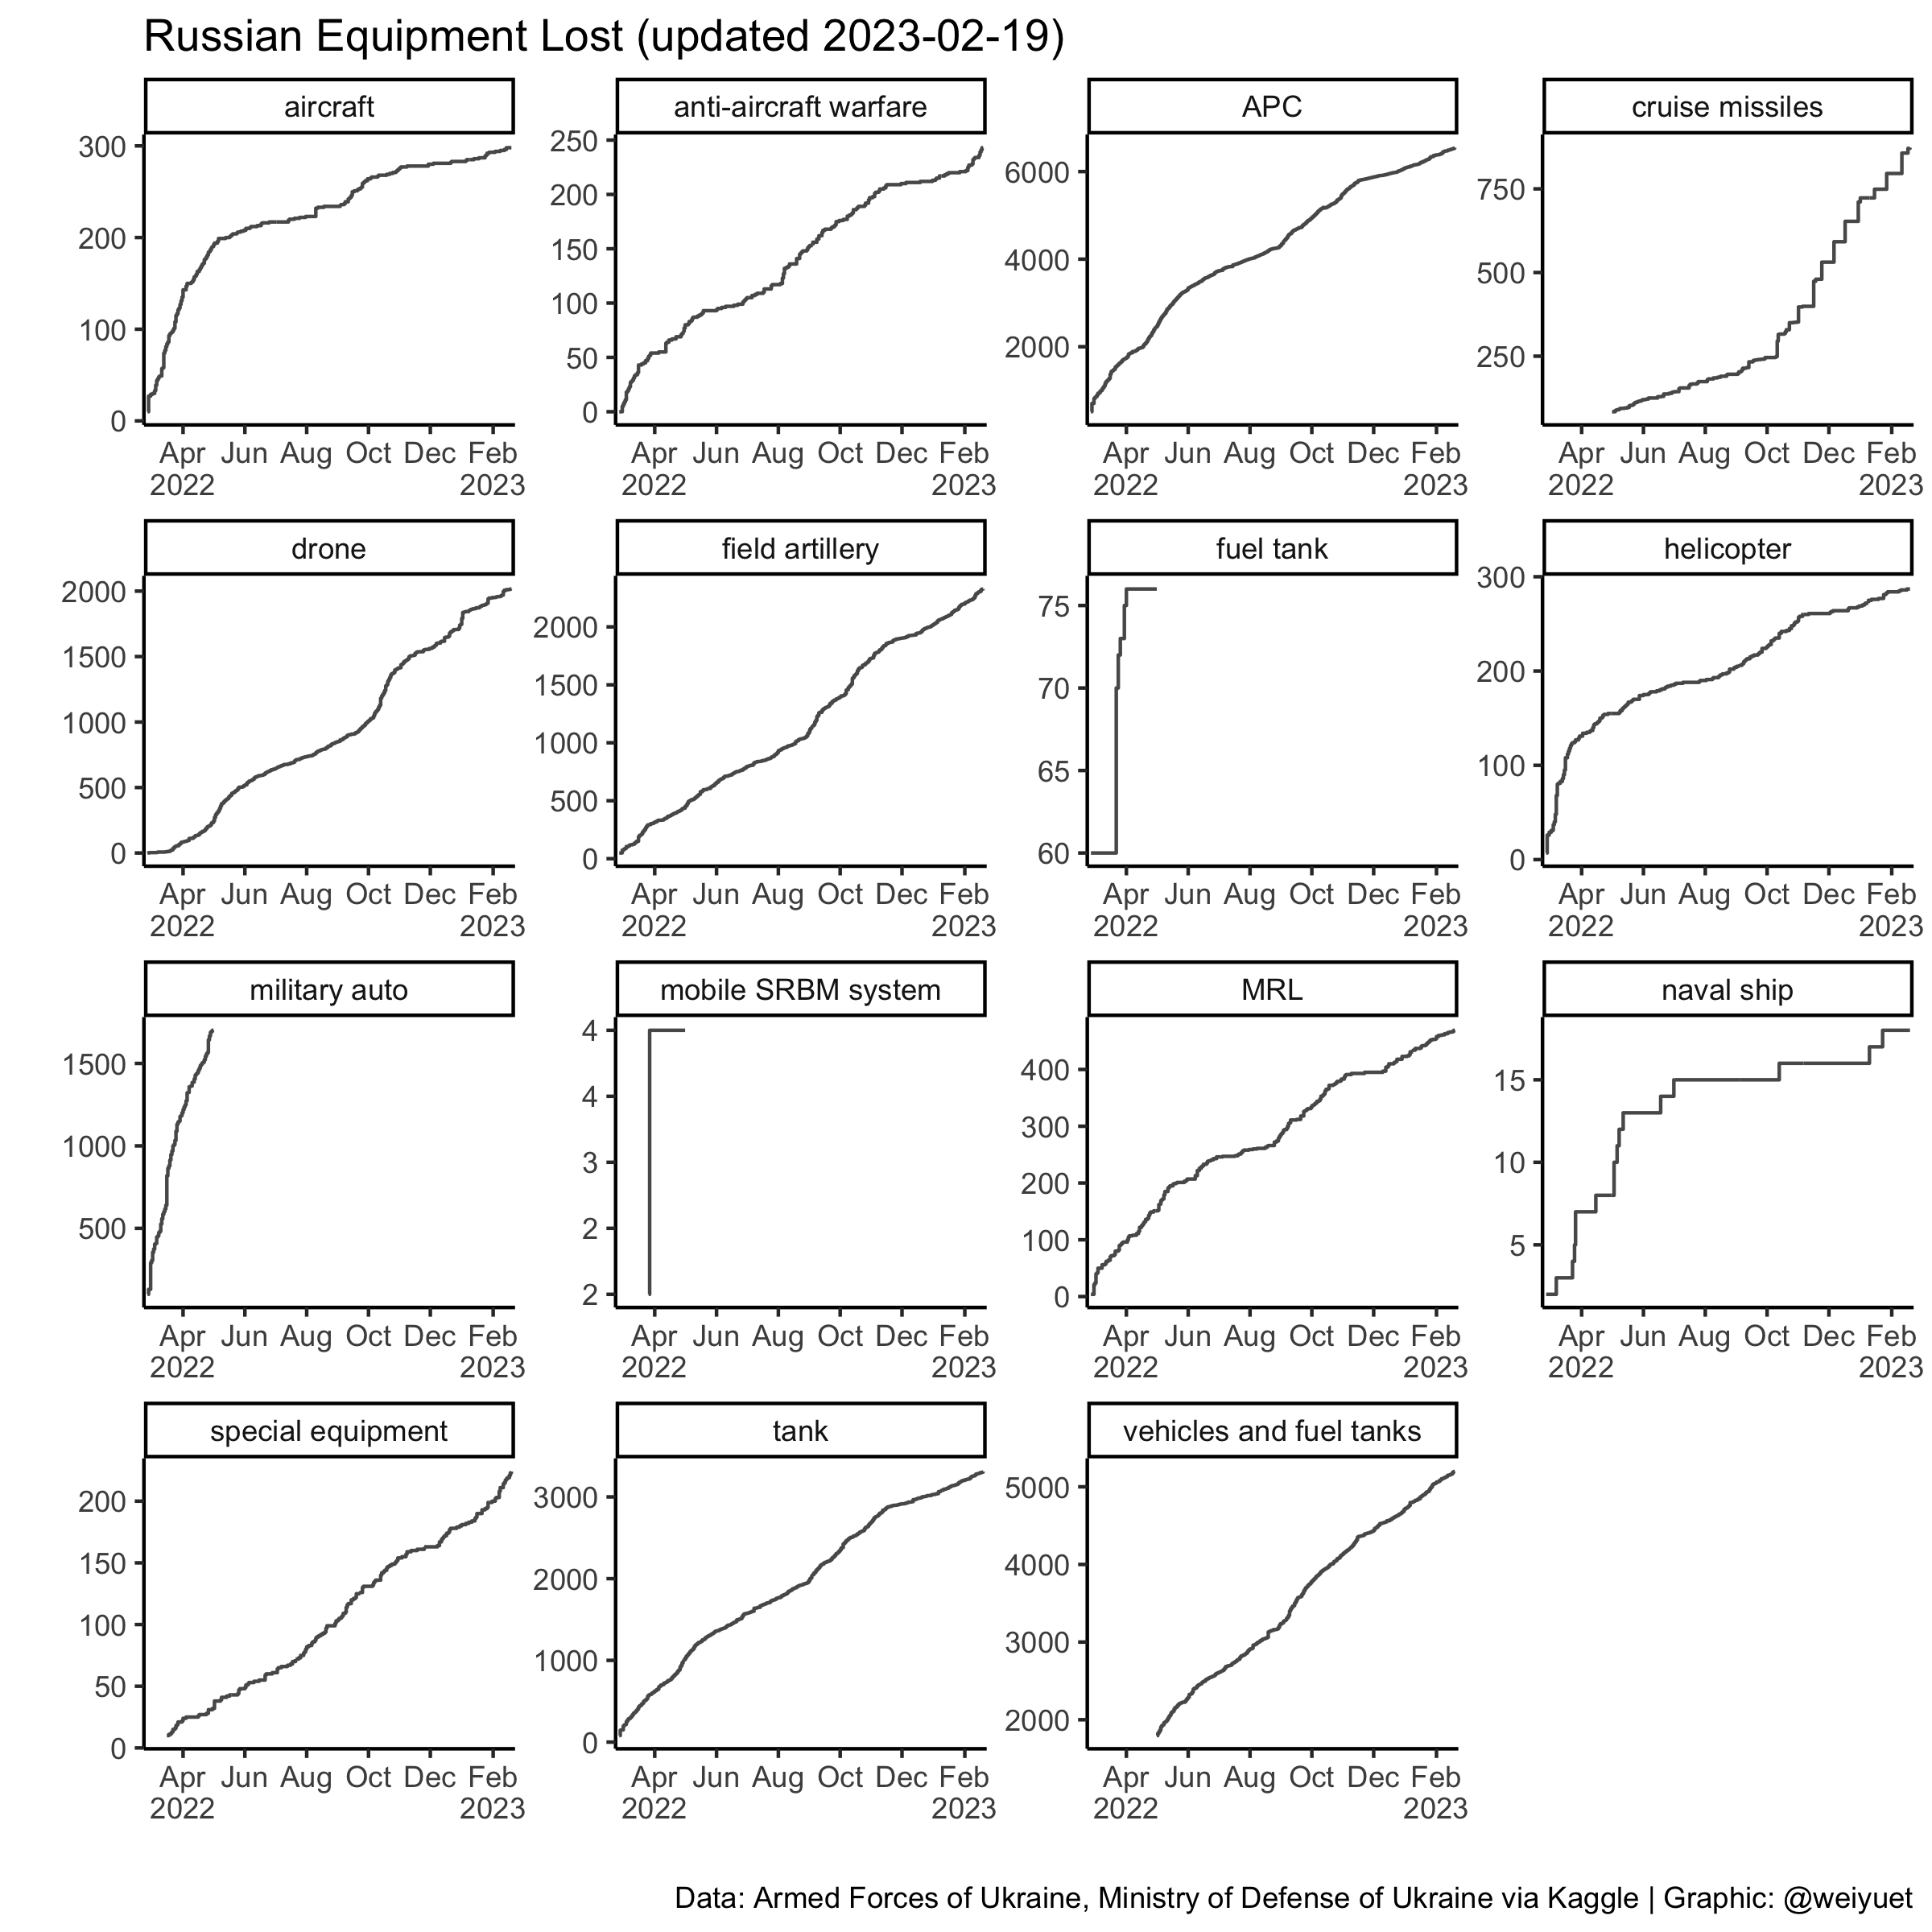 Russian Equipment Lost (updated 2023-02-19)
aircraft
300
200
100
0
Apr Jun Aug Oct Dec Feb
2022 2023
anti-aircraft warfare
250
200
150
100
50
0
Apr Jun Aug Oct Dec Feb
2022 2023
APC
6000
4000
2000
Apr Jun Aug Oct Dec Feb
2022 2023
cruise missiles
750
500
250
Apr Jun Aug Oct Dec Feb
2022 2023
drone
2000
1500
1000
500
0
Apr Jun Aug Oct Dec Feb
2022 2023
field artillery
2000
1500
1000
500
0
Apr Jun Aug Oct Dec Feb
2022 2023
fuel tank
75
70
65
60
Apr Jun Aug Oct Dec Feb
2022 2023
helicopter
300
200
100
0
Apr Jun Aug Oct Dec Feb
2022 2023
military auto
1500
1000
500
Apr Jun Aug Oct Dec Feb
2022 2023
mobile SRBM system
4
4
3
2
2
Apr Jun Aug Oct Dec Feb
2022 2023
MRL
400
300
200
100
0
Apr Jun Aug Oct Dec Feb
2022 2023
naval ship
15
10
5
Apr Jun Aug Oct Dec Feb
2022 2023
special equipment
200
150
100
50
0
Apr Jun Aug Oct Dec Feb
2022 2023
tank
3000
2000
1000
0
Apr Jun Aug Oct Dec Feb
2022 2023
vehicles and fuel tanks
5000
4000
3000
2000
Apr Jun Aug Oct Dec Feb
2022 2023
Data: Armed Forces of Ukraine, Ministry of Defense of Ukraine via Kaggle | Graphic: @weiyuet